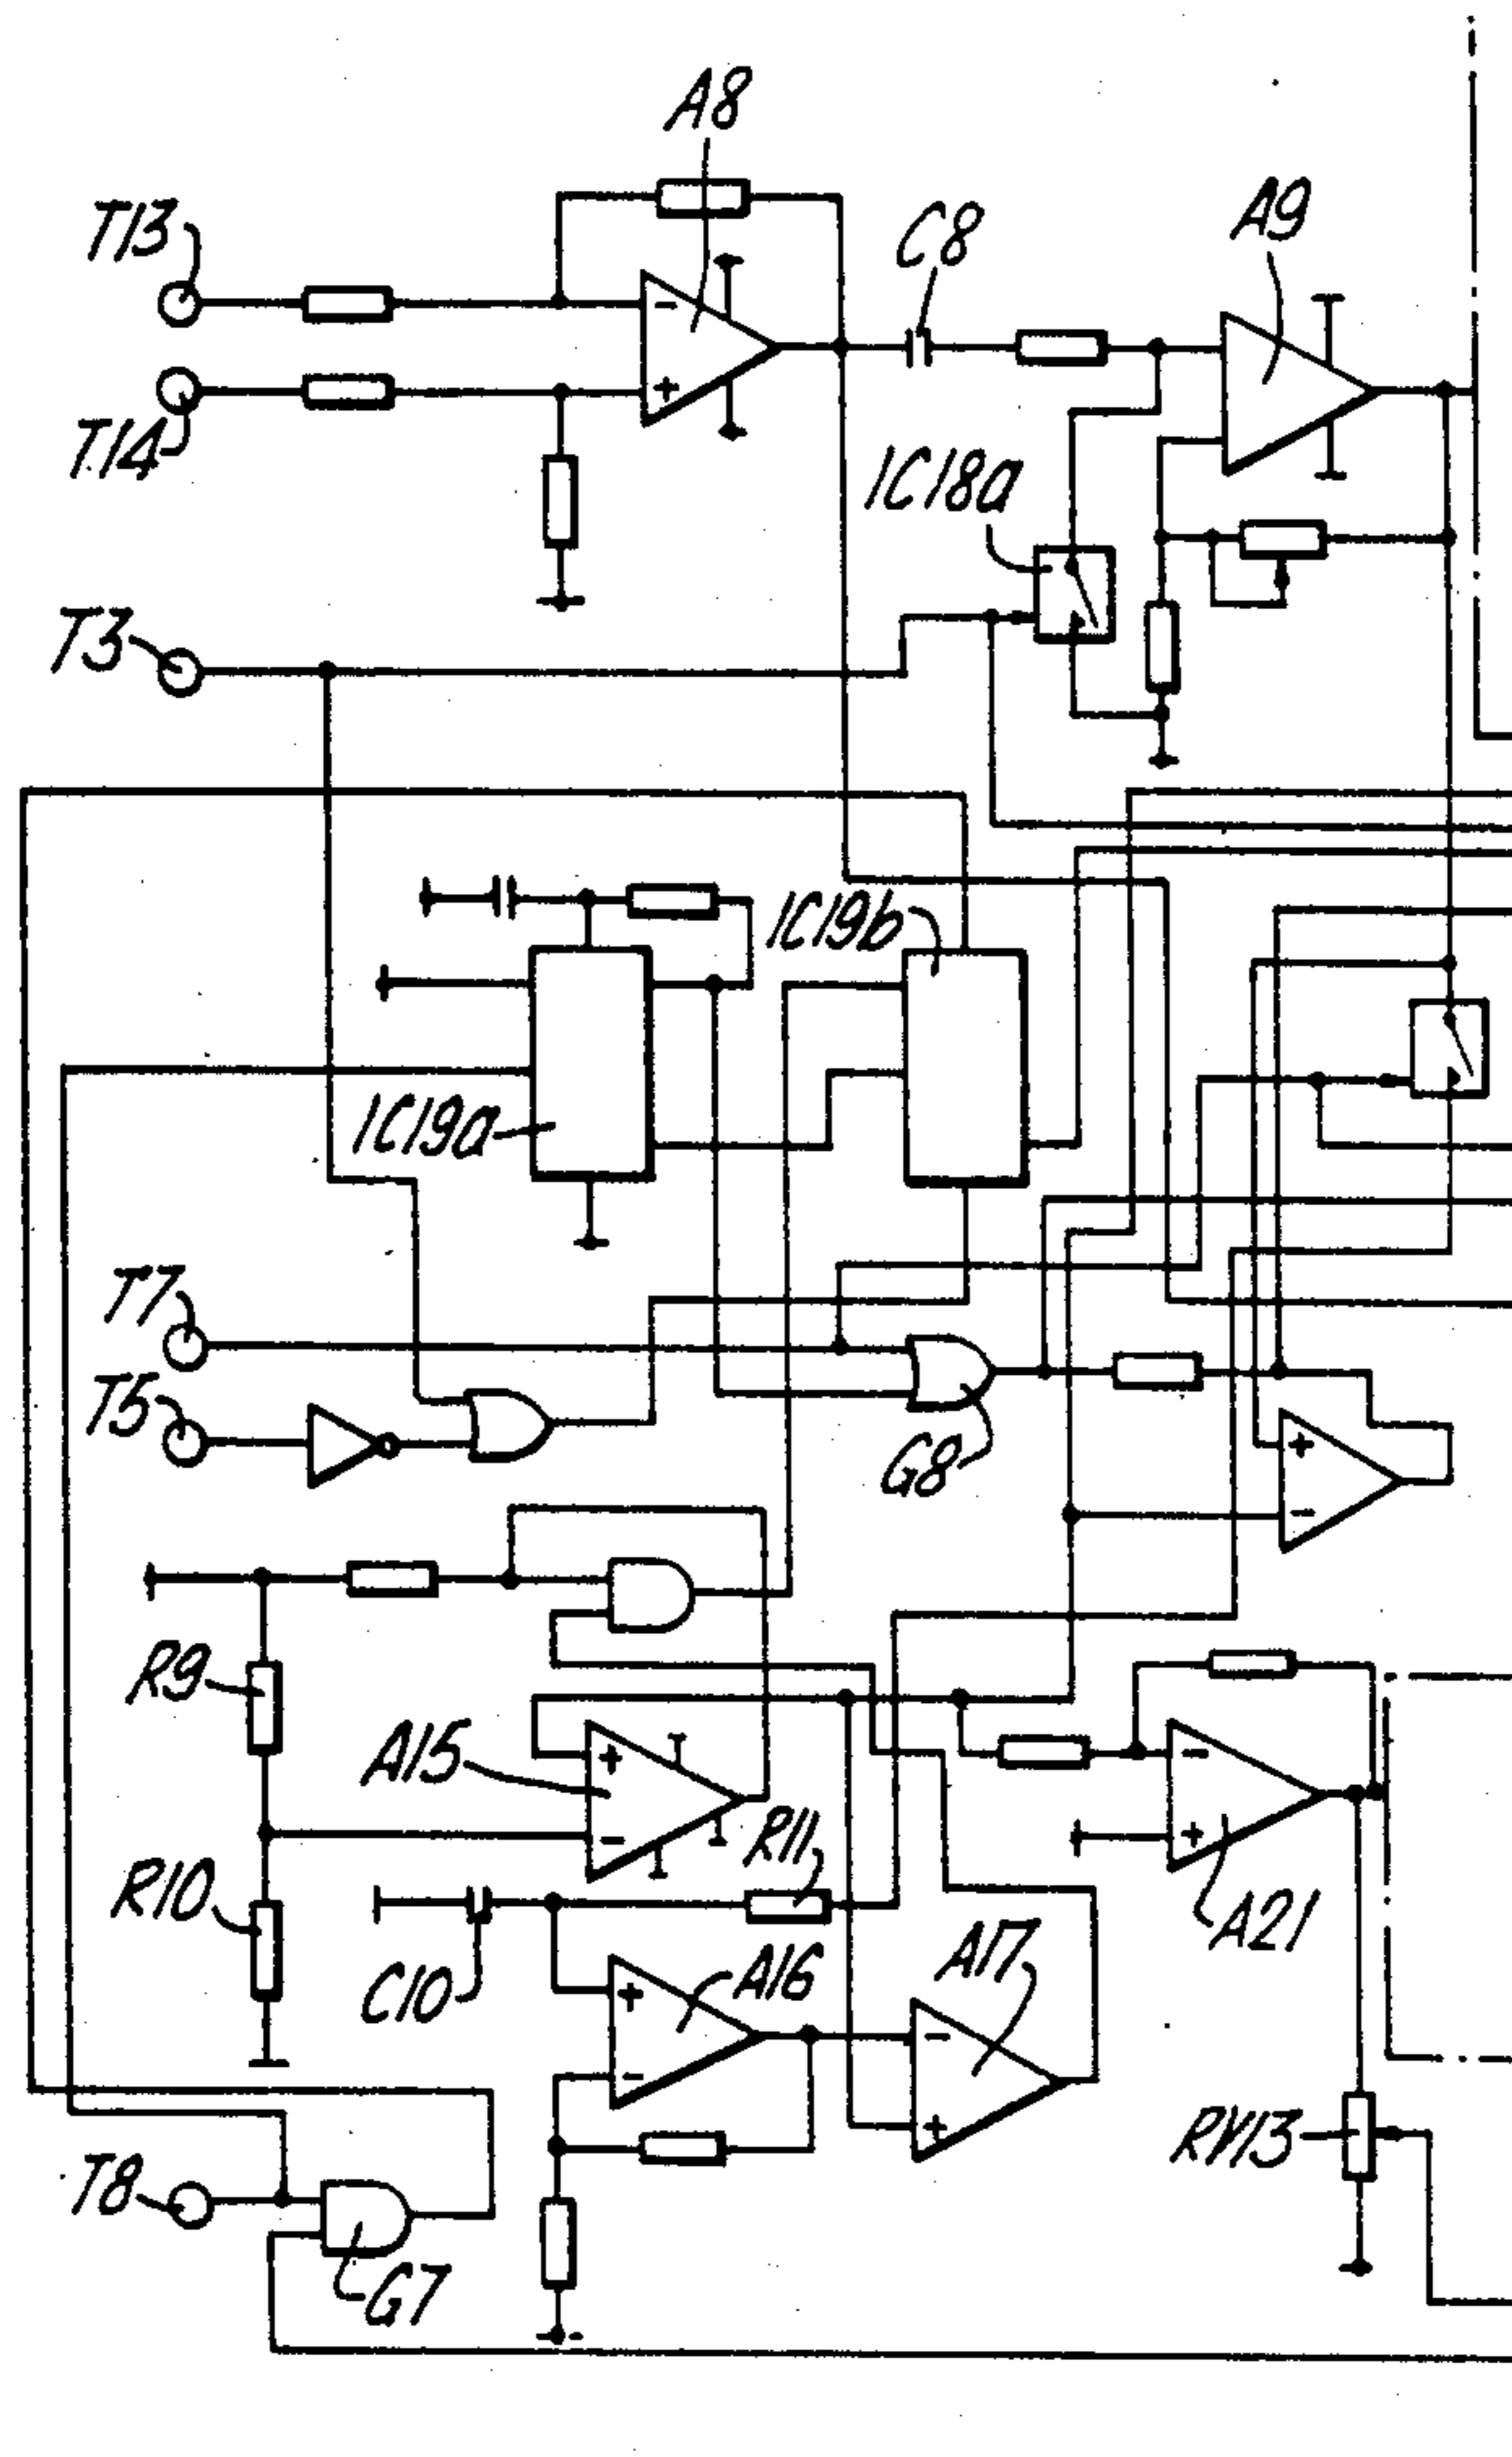 A8
A9
T13
C8
T14
IC18a
T3
IC19b
IC19a
T7
T5
G8
R9
A15
R11
R10
A21
A17
A16
C10
RV13
T8
G7